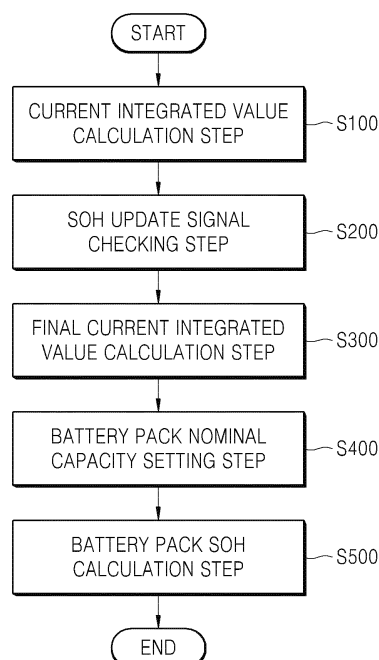 START
CURRENT INTEGRATED VALUE
CALCULATION STEP
S100
SOH UPDATE SIGNAL
CHECKING STEP
S200
FINAL CURRENT INTEGRATED
VALUE CALCULATION STEP
S300
BATTERY PACK NOMINAL
CAPACITY SETTING STEP
S400
BATTERY PACK SOH
CALCULATION STEP
S500
END